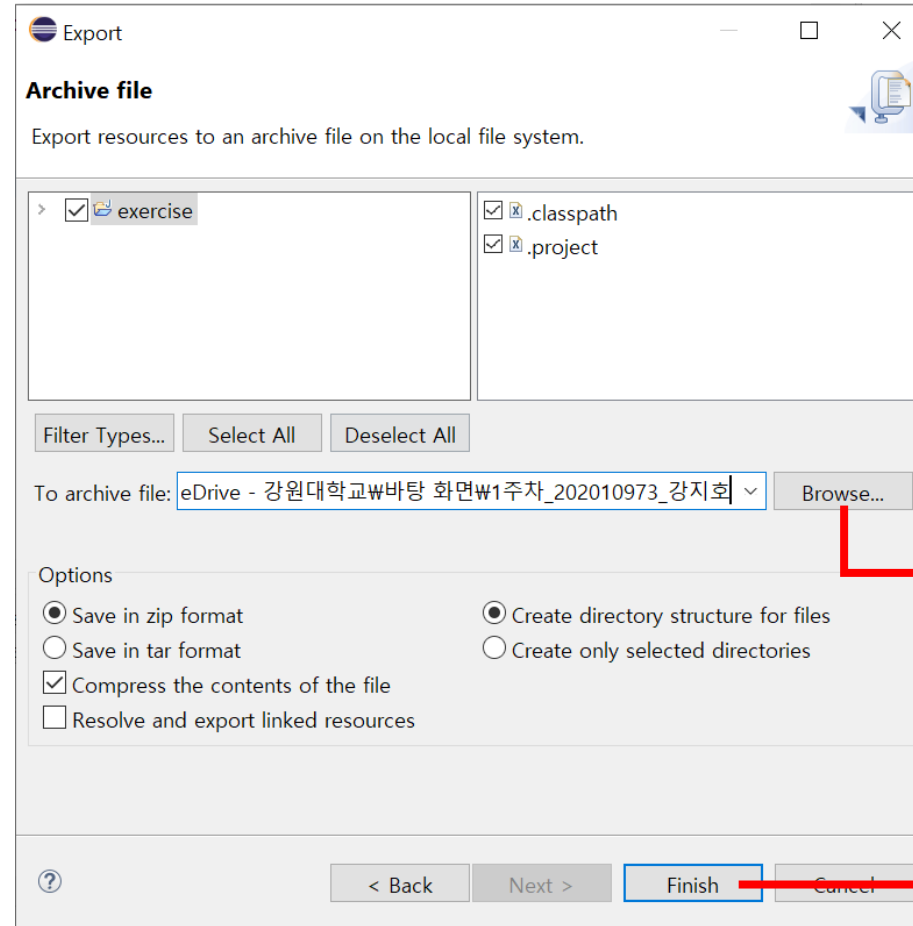 Export
Archive file
Export resources to an archive file on the local file system.
exercise
.classpath
.project
Filter Types... Select All Deselect All
To archive file: eDrive - 강원대학교₩바탕 화면₩1주차_202010973_강지호 Browse...
Options
Save in zip format Create directory structure for files
Save in tar format Create only selected directories
Compress the contents of the file
Resolve and export linked resources
< Back Next > Finish Cancel